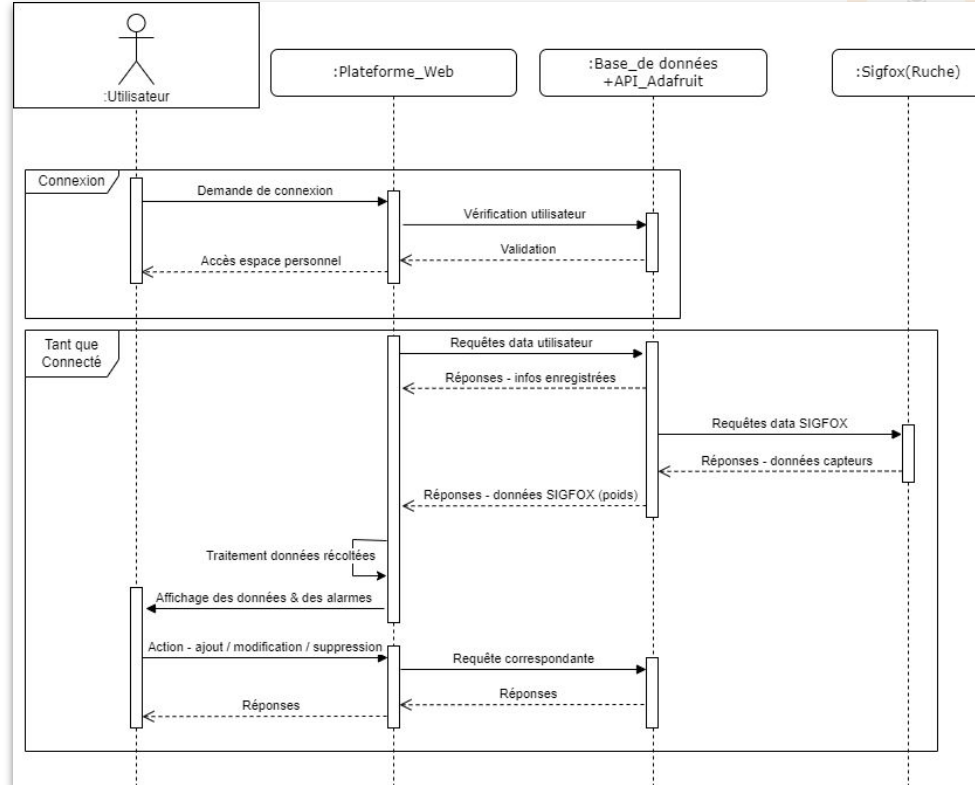 :Utilisateur
:Plateforme_Web
:Base_de données
+API_Adafruit
:Sigfox(Ruche)
Connexion
Demande de connexion
Vérification utilisateur
Validation
Accès espace personnel
Tant que
Connecté
Requêtes data utilisateur
Réponses - infos enregistrées
Requêtes data SIGFOX
Réponses - données capteurs
Réponses - données SIGFOX (poids)
Traitement données récoltées
Affichage des données & des alarmes
Action - ajout / modification / suppression
Requête correspondante
Réponses
Réponses